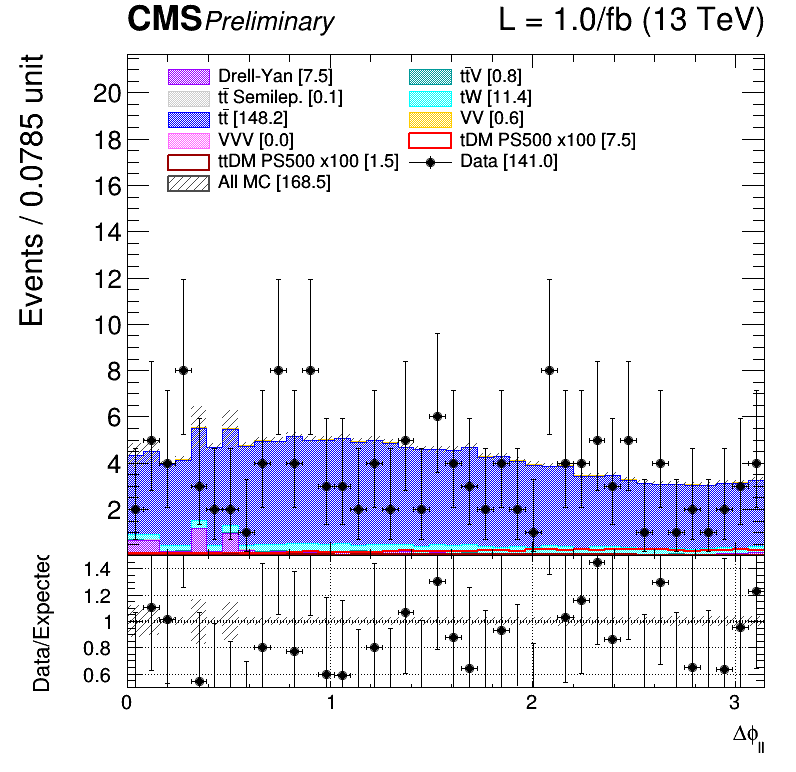 CMS Preliminary L = 1.0/fb (13 TeV)
Events / 0.0785 unit
Drell-Yan [7.5]
tt̄V [0.8]
tt̄ Semilep. [0.1]
tW [11.4]
tt̄ [148.2]
VV [0.6]
VVV [0.0]
tDM PS500 x100 [7.5]
ttDM PS500 x100 [1.5]
Data [141.0]
All MC [168.5]
20
18
16
14
12
10
8
6
4
2
Data/Expected
1.4
1.2
1
0.8
0.6
0 1 2 3
Δϕll